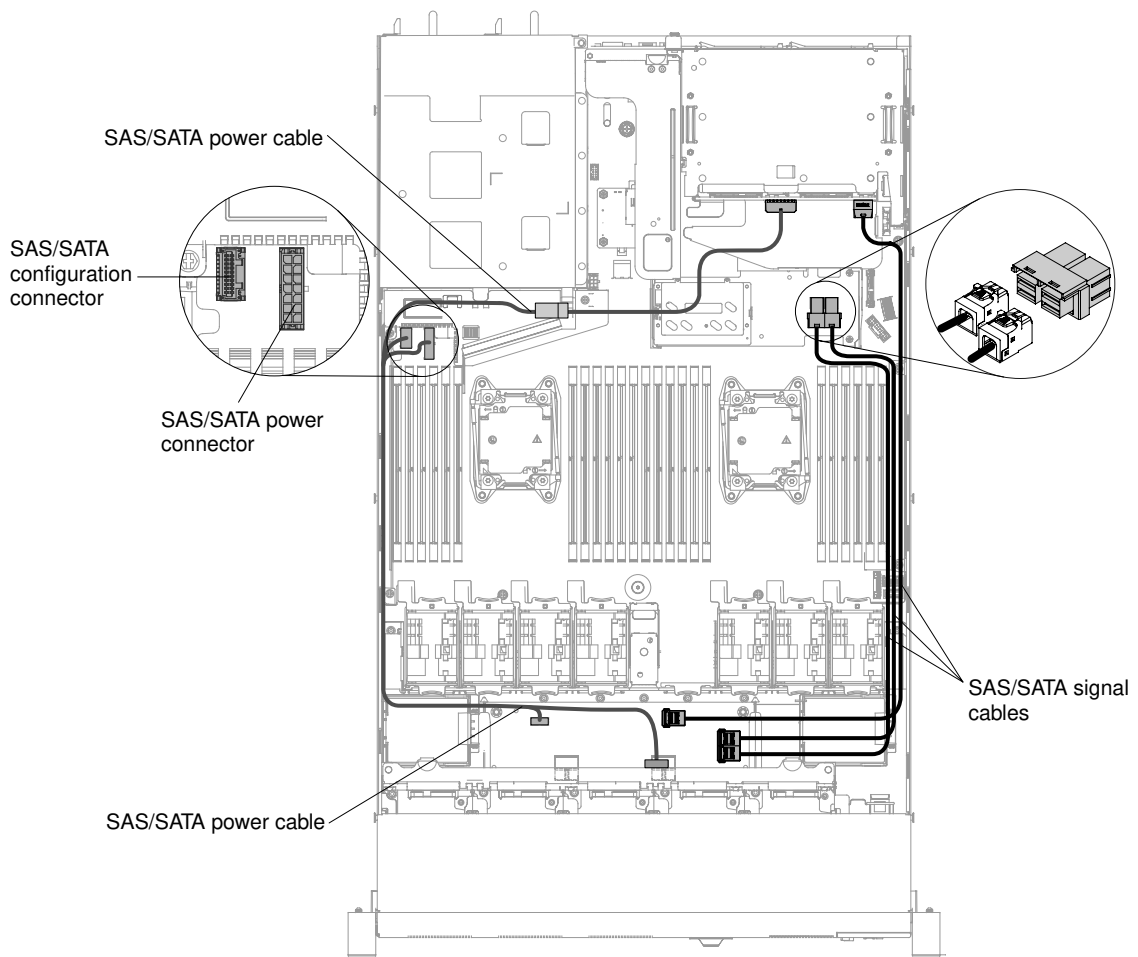 SAS/SATA power cable
SAS/SATA
configuration
connector
SAS/SATA power
connector
SAS/SATA signal
cables
SAS/SATA power cable